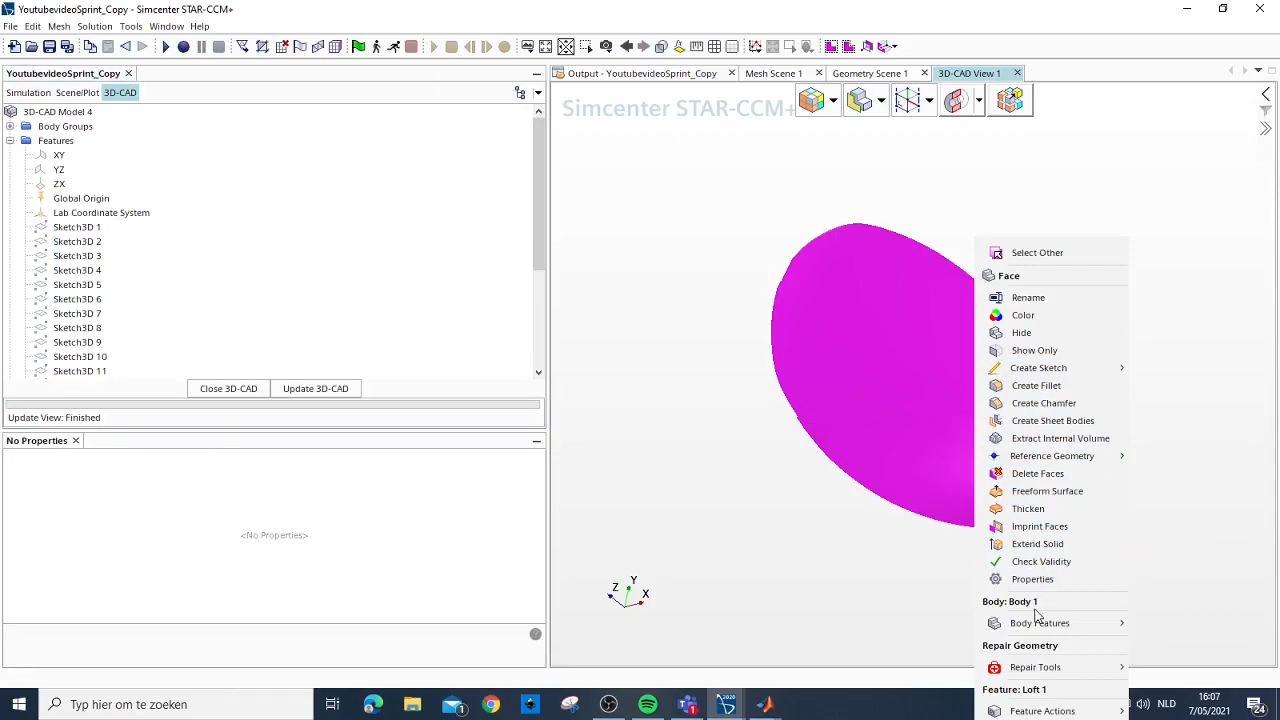 YoutubevideoSprint_Copy - Simcenter STAR-CCM+
File Edit Mesh Solution Tools Window Help
YoutubevideoSprint_Copy
Output - YoutubevideoSprint_Copy
Mesh Scene 1
Geometry Scene 1
3D-CAD View 1
Simulation Scene/Plot 3D-CAD
Simcenter STAR-CCM+
3D-CAD Model 4
Body Groups
Features
XY
YZ
ZX
Global Origin
Lab Coordinate System
Sketch3D 1
Sketch3D 2
Sketch3D 3
Sketch3D 4
Sketch3D 5
Sketch3D 6
Sketch3D 7
Sketch3D 8
Sketch3D 9
Sketch3D 10
Sketch3D 11
Close 3D-CAD Update 3D-CAD
Update View: Finished
No Properties
<No Properties>
Z Y X
Select Other
Face
Rename
Color
Hide
Show Only
Create Sketch
Create Fillet
Create Chamfer
Create Sheet Bodies
Extract Internal Volume
Reference Geometry
Delete Faces
Freeform Surface
Thicken
Imprint Faces
Extend Solid
Check Validity
Properties
Body: Body 1
Body Features
Repair Geometry
Repair Tools
Feature: Loft 1
Feature Actions
Typ hier om te zoeken
NLD
16:07
7/05/2021
24